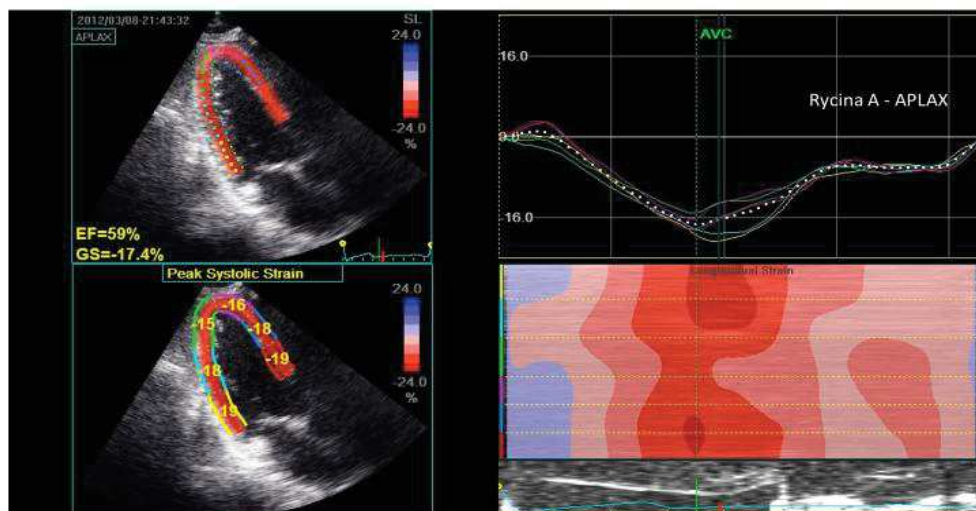 2012/03/08-21:43:32
APLAX
SL
24.0
-24.0
%
EF=59%
GS=-17.4%
Peak Systolic Strain
24.0
-24.0
%
-16
-15
-18
-18
-19
-19
AVC
16.0
Rycina A - APLAX
0.0
-16.0
Longitudinal Strain